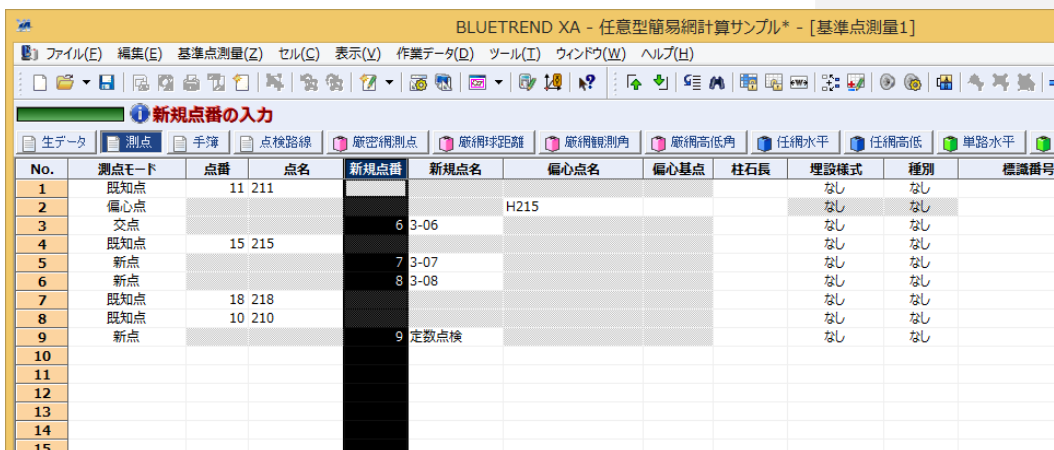 BLUETREND XA - 任意型簡易網計算サンプル* - [基準点測量1]
ファイル(F) 編集(E) 基準点測量(Z) セル(C) 表示(V) 作業データ(D) ツール(T) ウィンドウ(W) ヘルプ(H)
新規点番の入力
生データ 測点 手簿 点検路線 厳密網測点 厳網球距離 厳網観測角 厳網高低角 任網水平 任網高低 単路水平
No. 測点モード 点番 点名 新規点番 新規点名 偏心点名 偏心基点 柱石長 埋設様式 種別 標識番号
1 既知点 11 211 なし なし
2 偏心点 H215 なし なし
3 交点 6 3-06 なし なし
4 既知点 15 215 なし なし
5 新点 7 3-07 なし なし
6 新点 8 3-08 なし なし
7 既知点 18 218 なし なし
8 既知点 10 210 なし なし
9 新点 9 定数点検 なし なし
10
11
12
13
14
15